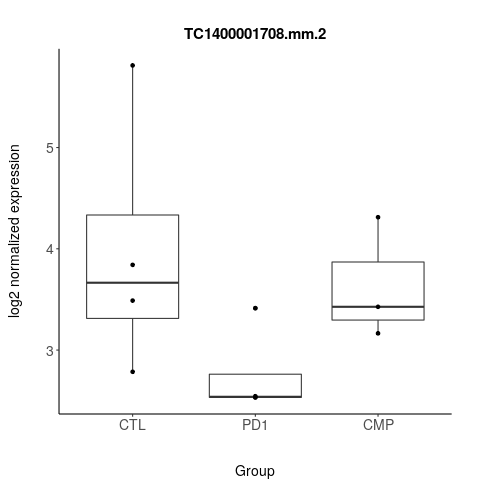 TC1400001708.mm.2
log2 normalized expression
5
4
3
CTL
PD1
CMP
Group